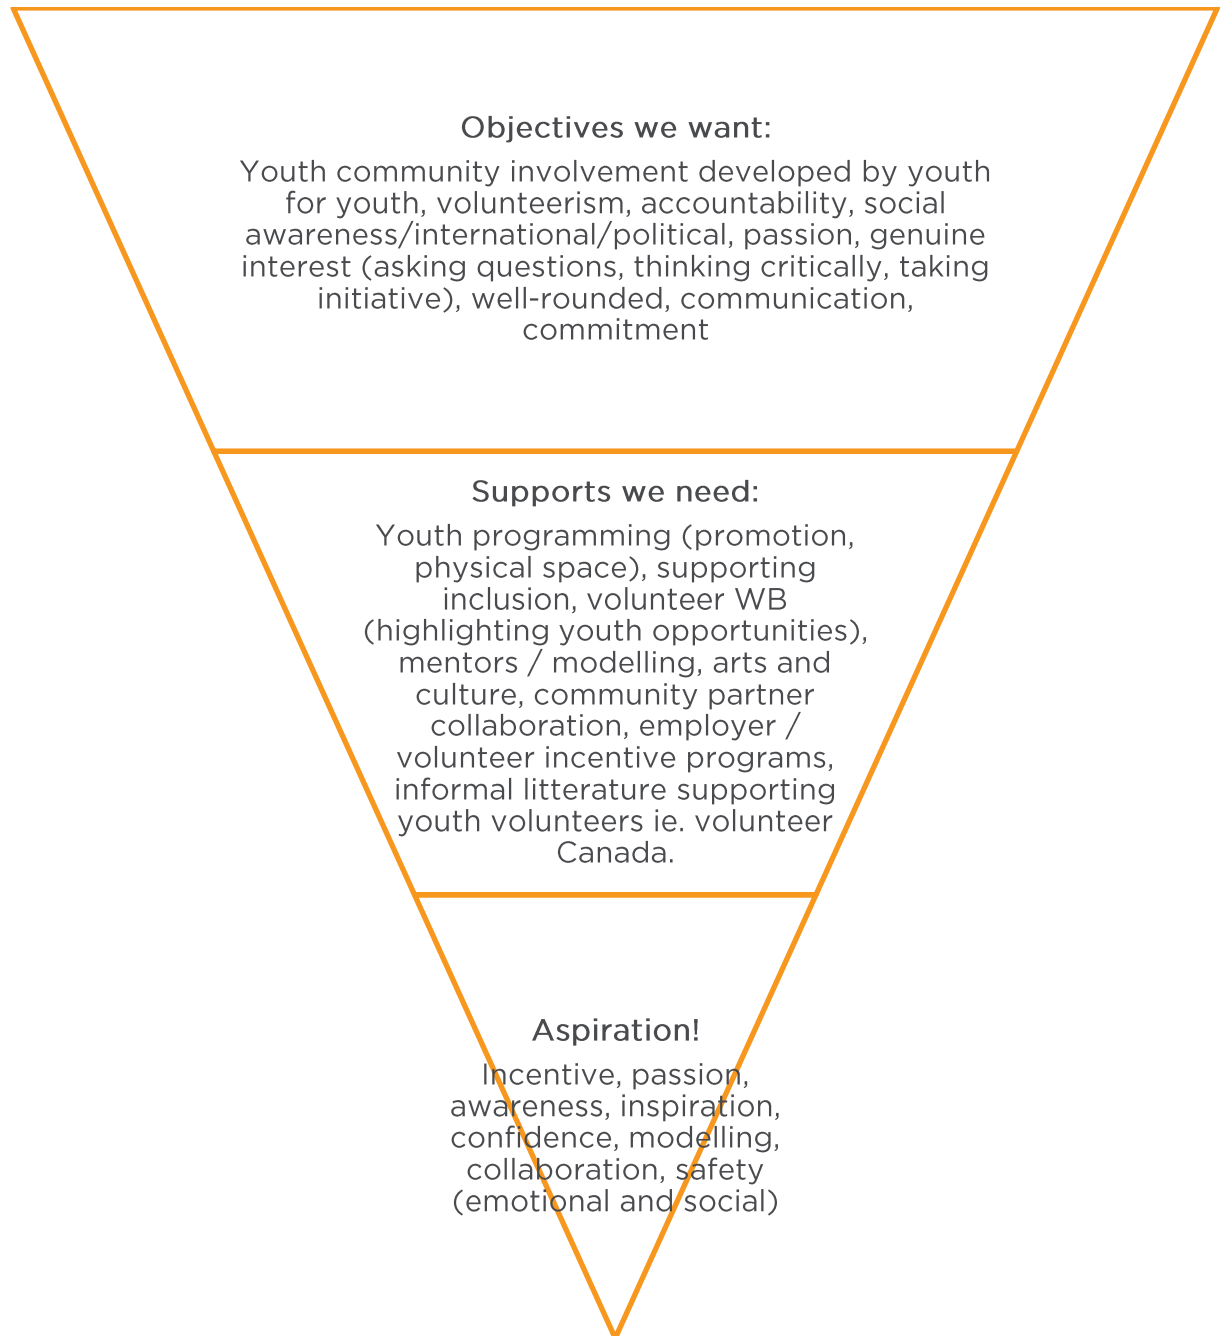 Objectives we want:
Youth community involvement developed by youth
for youth, volunteerism, accountability, social
awareness/international/political, passion, genuine
interest (asking questions, thinking critically, taking
initiative), well-rounded, communication,
commitment
Supports we need:
Youth programming (promotion,
physical space), supporting
inclusion, volunteer WB
(highlighting youth opportunities),
mentors / modelling, arts and
culture, community partner
collaboration, employer /
volunteer incentive programs,
informal litterature supporting
youth volunteers ie. volunteer
Canada.
Aspiration!
Incentive, passion,
awareness, inspiration,
confidence, modelling,
collaboration, safety
(emotional and social)